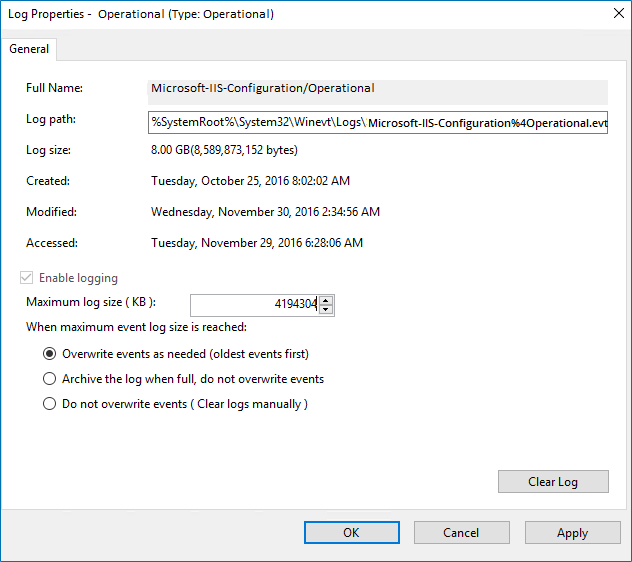 Log Properties -  Operational (Type: Operational)
General
Full Name: Microsoft-IIS-Configuration/Operational
Log path: %SystemRoot%\System32\Winevt\Logs\Microsoft-IIS-Configuration%4Operational.evt
Log size: 8.00 GB(8,589,873,152 bytes)
Created: Tuesday, October 25, 2016 8:02:02 AM
Modified: Wednesday, November 30, 2016 2:34:56 AM
Accessed: Tuesday, November 29, 2016 6:28:06 AM
Enable logging
Maximum log size ( KB ): 4194304
When maximum event log size is reached:
Overwrite events as needed (oldest events first)
Archive the log when full, do not overwrite events
Do not overwrite events ( Clear logs manually )
Clear Log
OK Cancel Apply